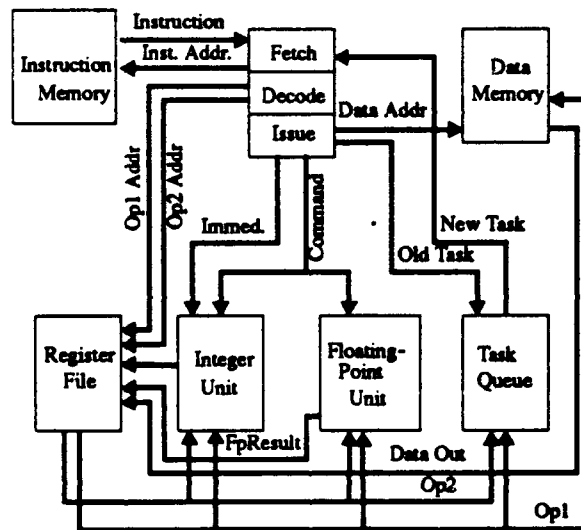 Instruction
Inst. Addr.
Instruction
Memory
Fetch
Decode
Issue
Data Addr
Data
Memory
Op1 Addr
Op2 Addr
Immed.
Command
New Task
Old Task
Register
File
Integer
Unit
Floating-
Point
Unit
Task
Queue
FpResult
Data Out
Op2
Op1